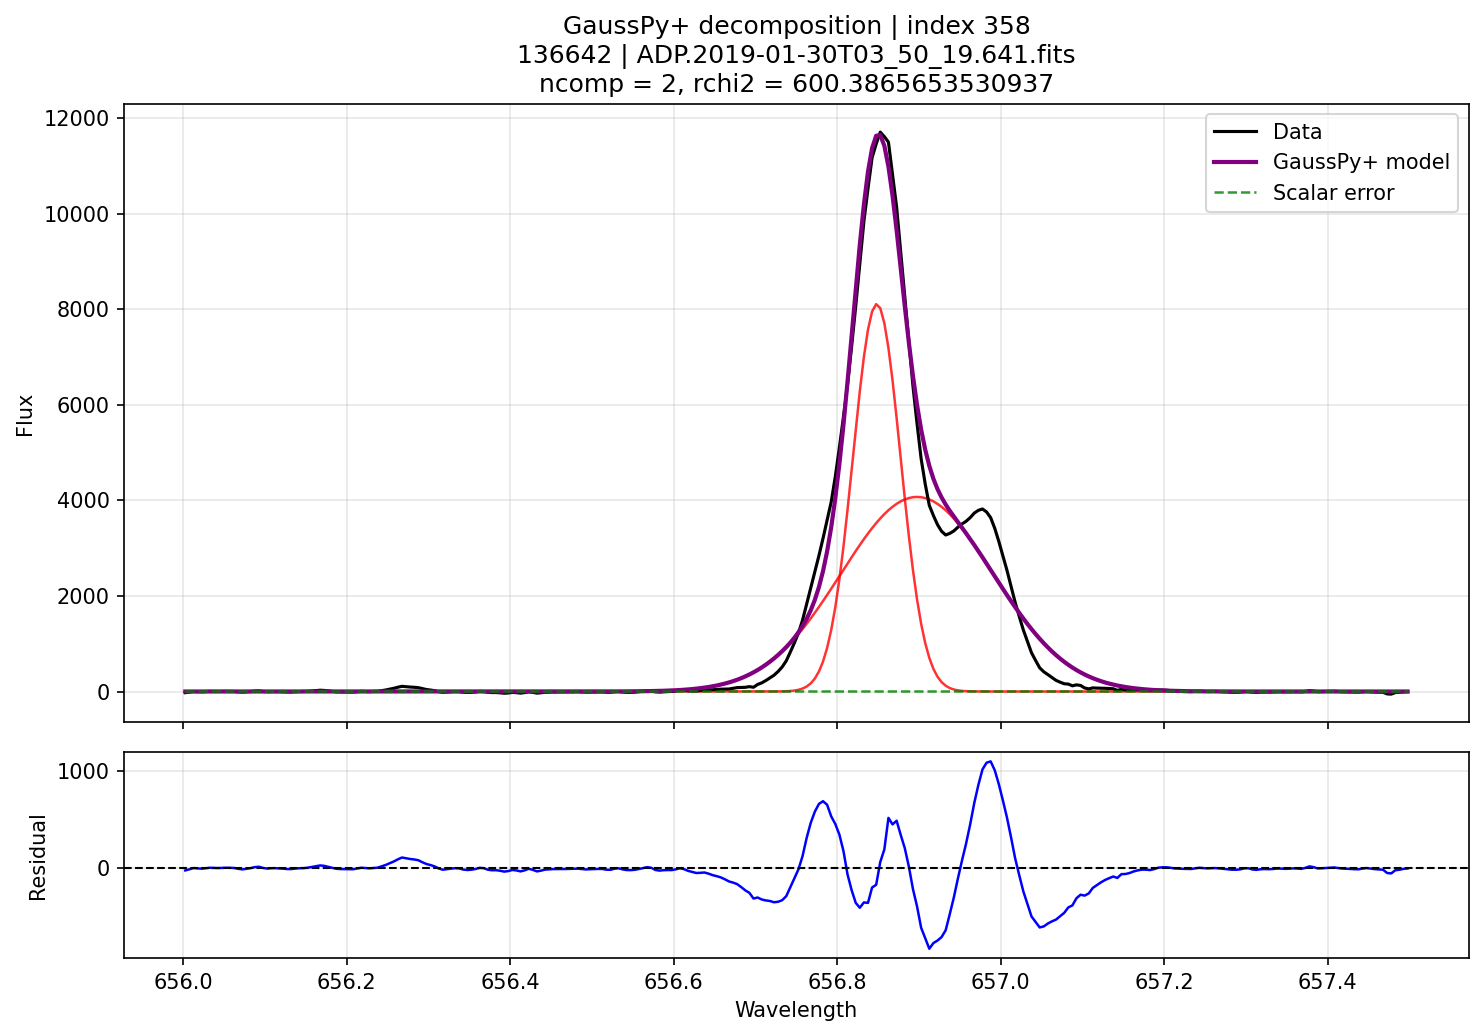 GaussPy+ decomposition | index 358
136642 | ADP.2019-01-30T03_50_19.641.fits
ncomp = 2, rchi2 = 600.3865653530937
Data
GaussPy+ model
Scalar error
Flux
12000
10000
8000
6000
4000
2000
0
Residual
1000
0
656.0 656.2 656.4 656.6 656.8 657.0 657.2 657.4
Wavelength